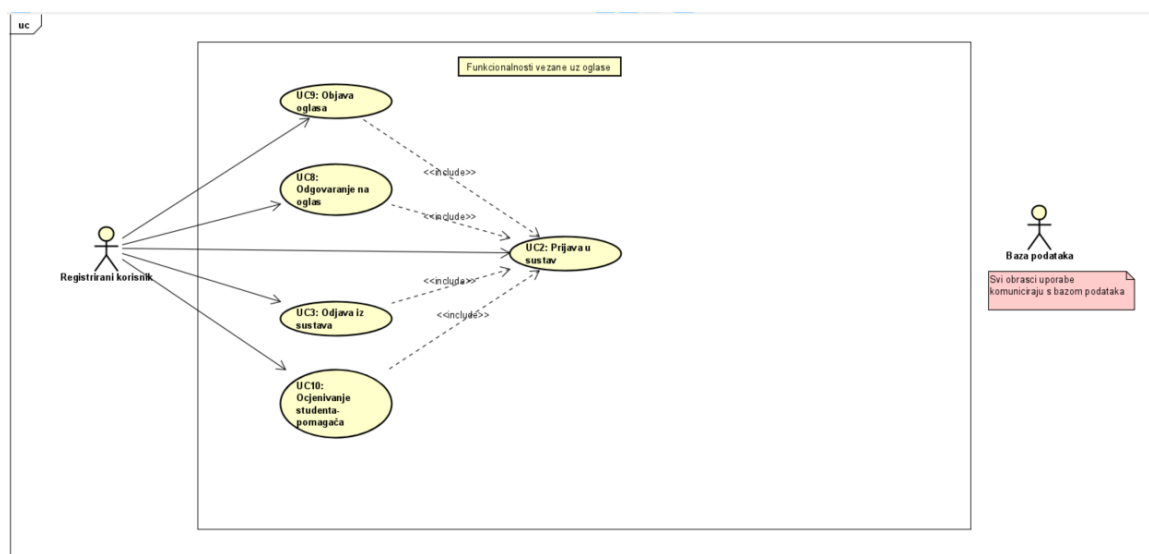 uc
Funkcionalnosti vezane uz oglase
UC9: Objava
oglasa
<<include>>
UC8:
Odgovaranje na
oglas
<<include>>
UC2: Prijava u
sustav
Registrirani korisnik
Baza podataka
Svi obrasci uporabe
komuniciraju s bazom podataka
<<include>>
UC3: Odjava iz
sustava
<<include>>
UC10:
Ocjenivanje
studenta-
pomagača